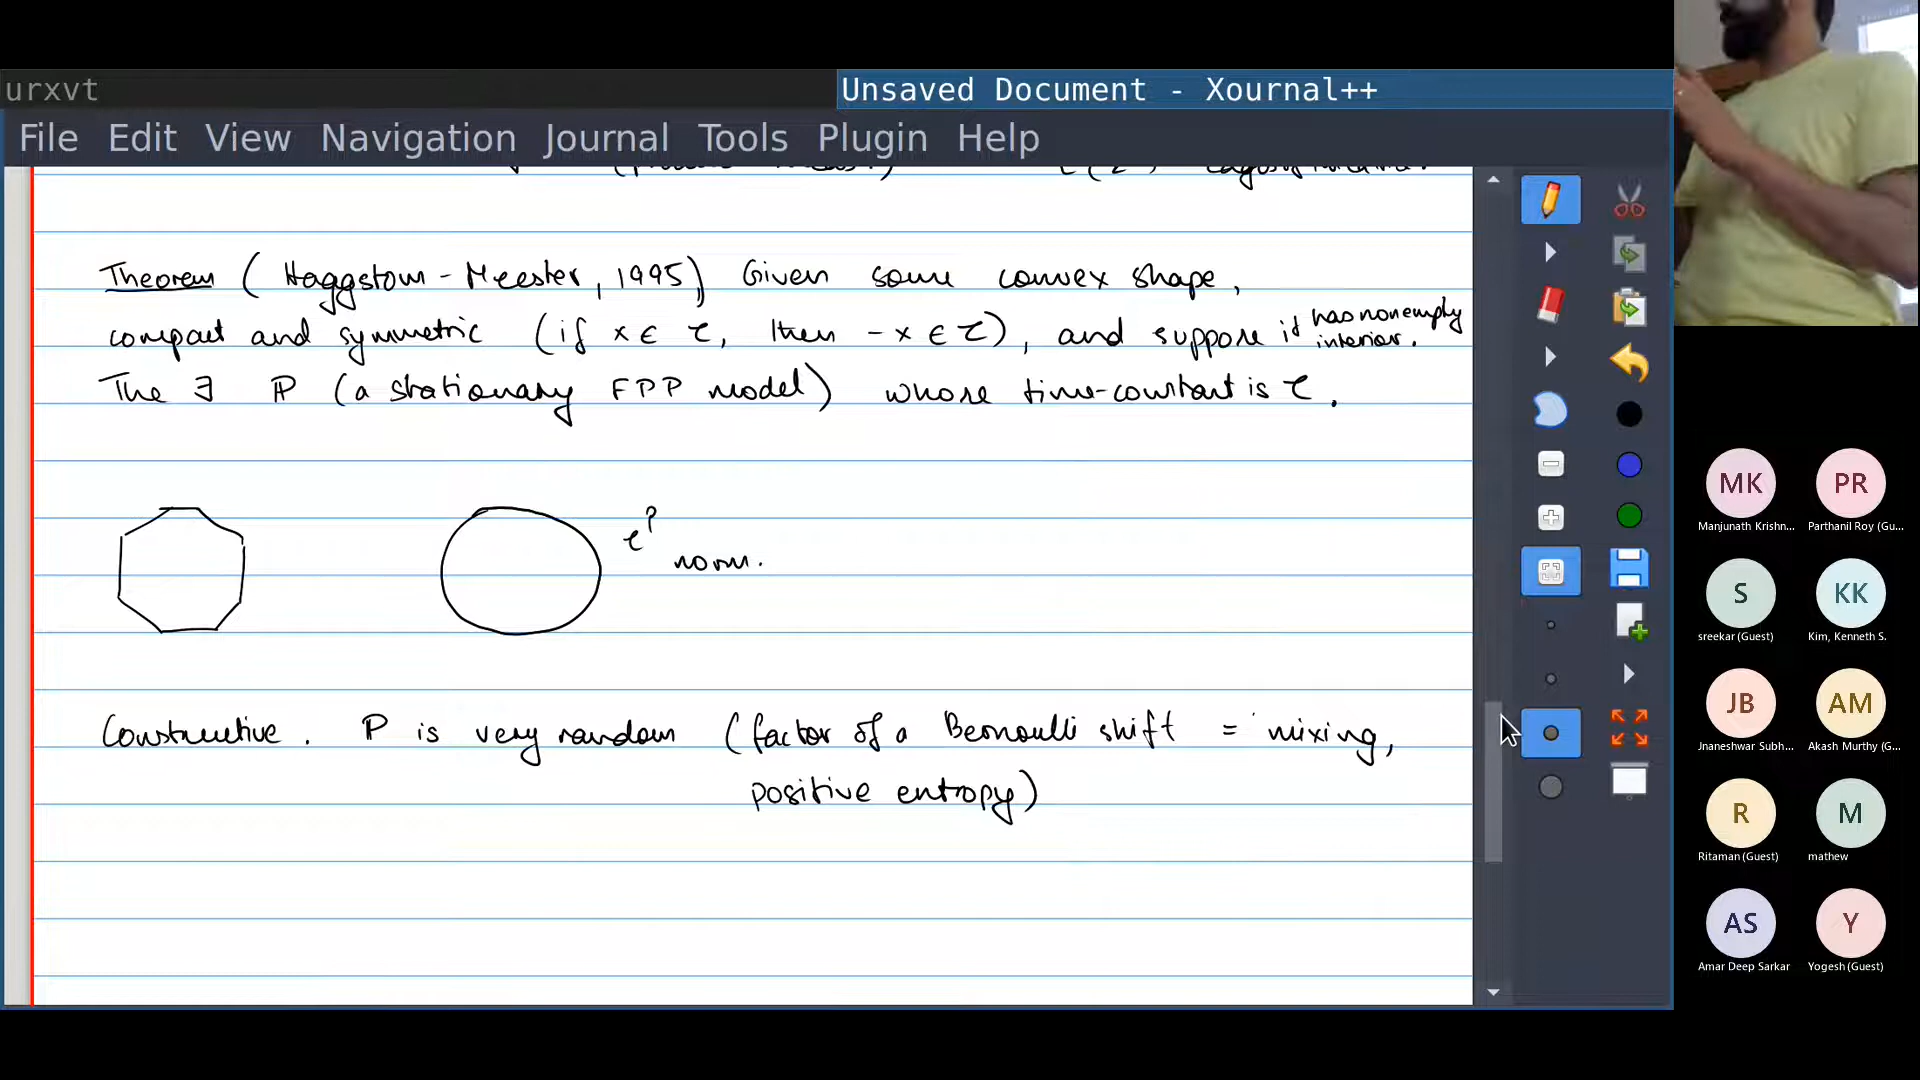 urxvt
Unsaved Document - Xournal++
File Edit View Navigation Journal Tools Plugin Help
Theorem (Haggstom - Meester, 1995) Given some convex shape,
compact and symmetric (if x ∈ τ, then -x ∈ τ), and suppose it has nonempty interior.
The ∃ ℙ (a stationary FPP model) whose time-constant is τ.
ℓᵖ
norm.
Constructive. ℙ is very random (factor of a Bernoulli shift = mixing,
positive entropy)
MK PR
Manjunath Krishn... Parthanil Roy (Gu...
S KK
sreekar (Guest) Kim, Kenneth S.
JB AM
Jnaneshwar Subh... Akash Murthy (G...
R M
Ritaman (Guest) mathew
AS Y
Amar Deep Sarkar Yogesh (Guest)